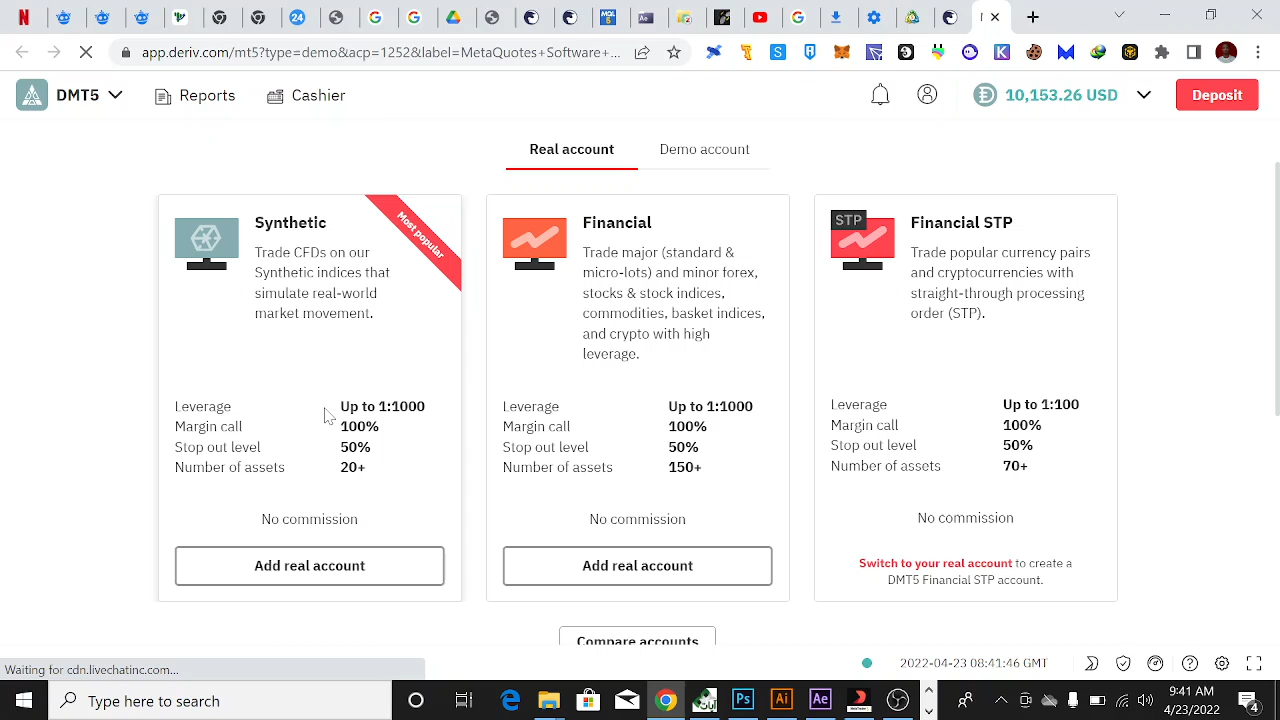 24
MQL
5
Ae
app.deriv.com/mt5?type=demo&acp=1252&label=MetaQuotes+Software+...
S
K
DMT5
Reports
Cashier
10,153.26 USD
Deposit
Real account
Demo account
Most popular
Synthetic
Trade CFDs on our
Synthetic indices that
simulate real-world
market movement.
Leverage Up to 1:1000
Margin call 100%
Stop out level 50%
Number of assets 20+
No commission
Add real account
Financial
Trade major (standard &
micro-lots) and minor forex,
stocks & stock indices,
commodities, basket indices,
and crypto with high
leverage.
Leverage Up to 1:1000
Margin call 100%
Stop out level 50%
Number of assets 150+
No commission
Add real account
STP
Financial STP
Trade popular currency pairs
and cryptocurrencies with
straight-through processing
order (STP).
Leverage Up to 1:100
Margin call 100%
Stop out level 50%
Number of assets 70+
No commission
Switch to your real account to create a
DMT5 Financial STP account.
Compare accounts
Waiting for cdn.livechatinc.com...
2022-04-23 08:41:46 GMT
Type here to search
Ps
Ai
Ae
9:41 AM
4/23/2022
4